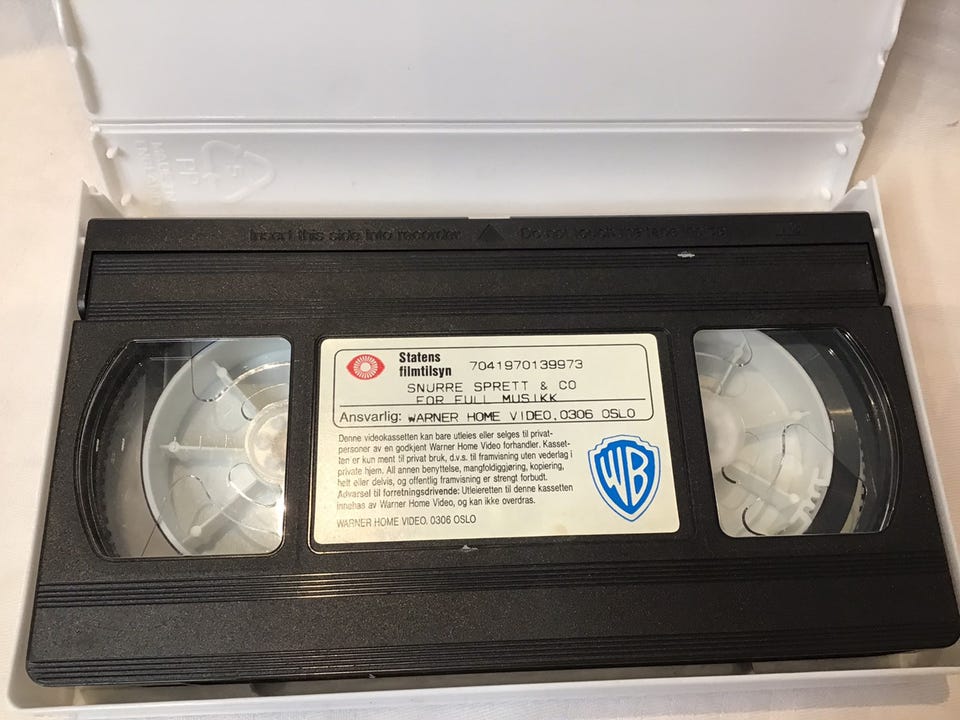 Insert this side into recorder Do not touch the tape inside
Statens
filmtilsyn
7041970139973
SNURRE SPRETT & CO
FOR FULL MUSIKK
Ansvarlig: WARNER HOME VIDEO,0306 OSLO
Denne videokassetten kan bare utleies eller selges til privat-
personer av en godkjent Warner Home Video forhandler. Kasset-
ten er kun ment til privat bruk, d.v.s. til framvisning uten vederlag i
private hjem. All annen benyttelse, mangfoldiggjøring, kopiering,
helt eller delvis, og offentlig framvisning er strengt forbudt.
Advarsel til forretningsdrivende: Utleieretten til denne kassetten
innehas av Warner Home Video, og kan ikke overdras.
WARNER HOME VIDEO. 0306 OSLO
WB